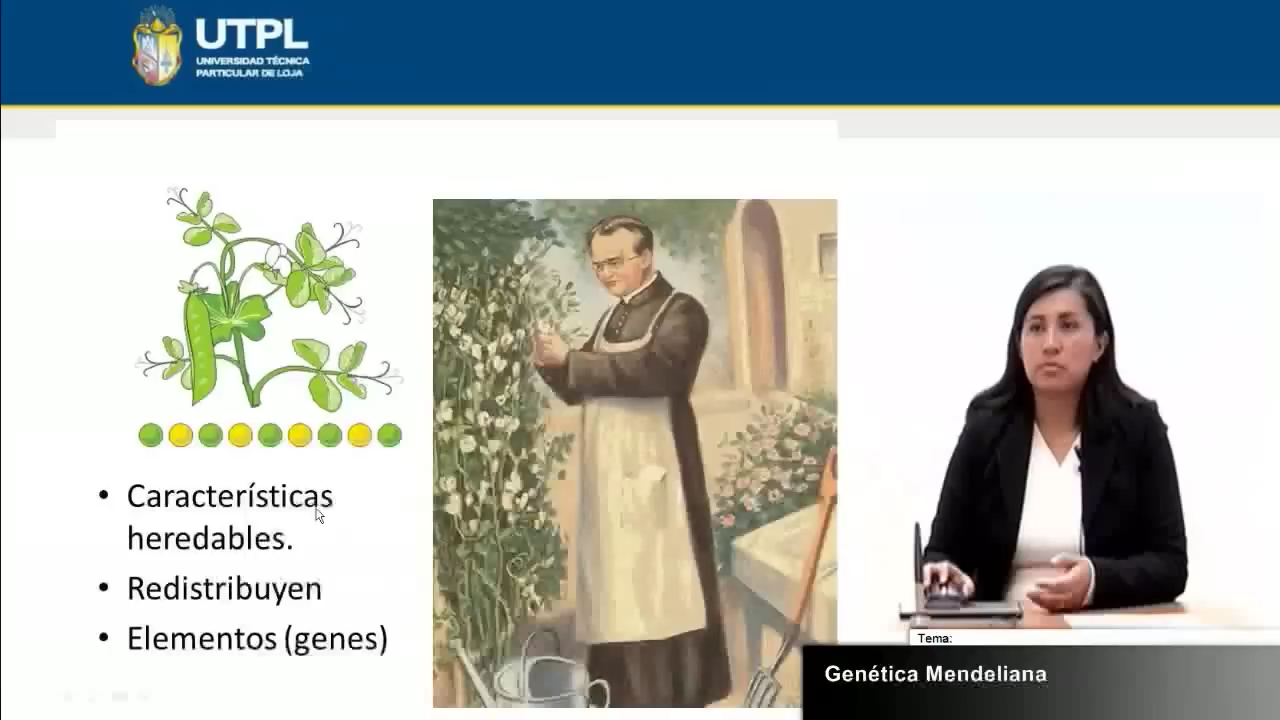 UTPL
UNIVERSIDAD TÉCNICA
PARTICULAR DE LOJA
• Características
heredables.
• Redistribuyen
• Elementos (genes)
Tema:
Genética Mendeliana